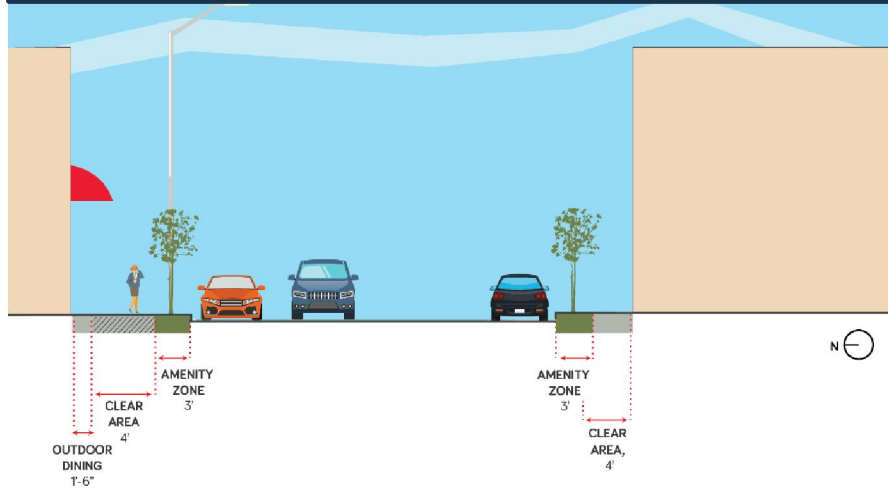 N
AMENITY
ZONE
3'
CLEAR
AREA
4'
OUTDOOR
DINING
1'-6"
AMENITY
ZONE
3'
CLEAR
AREA,
4'